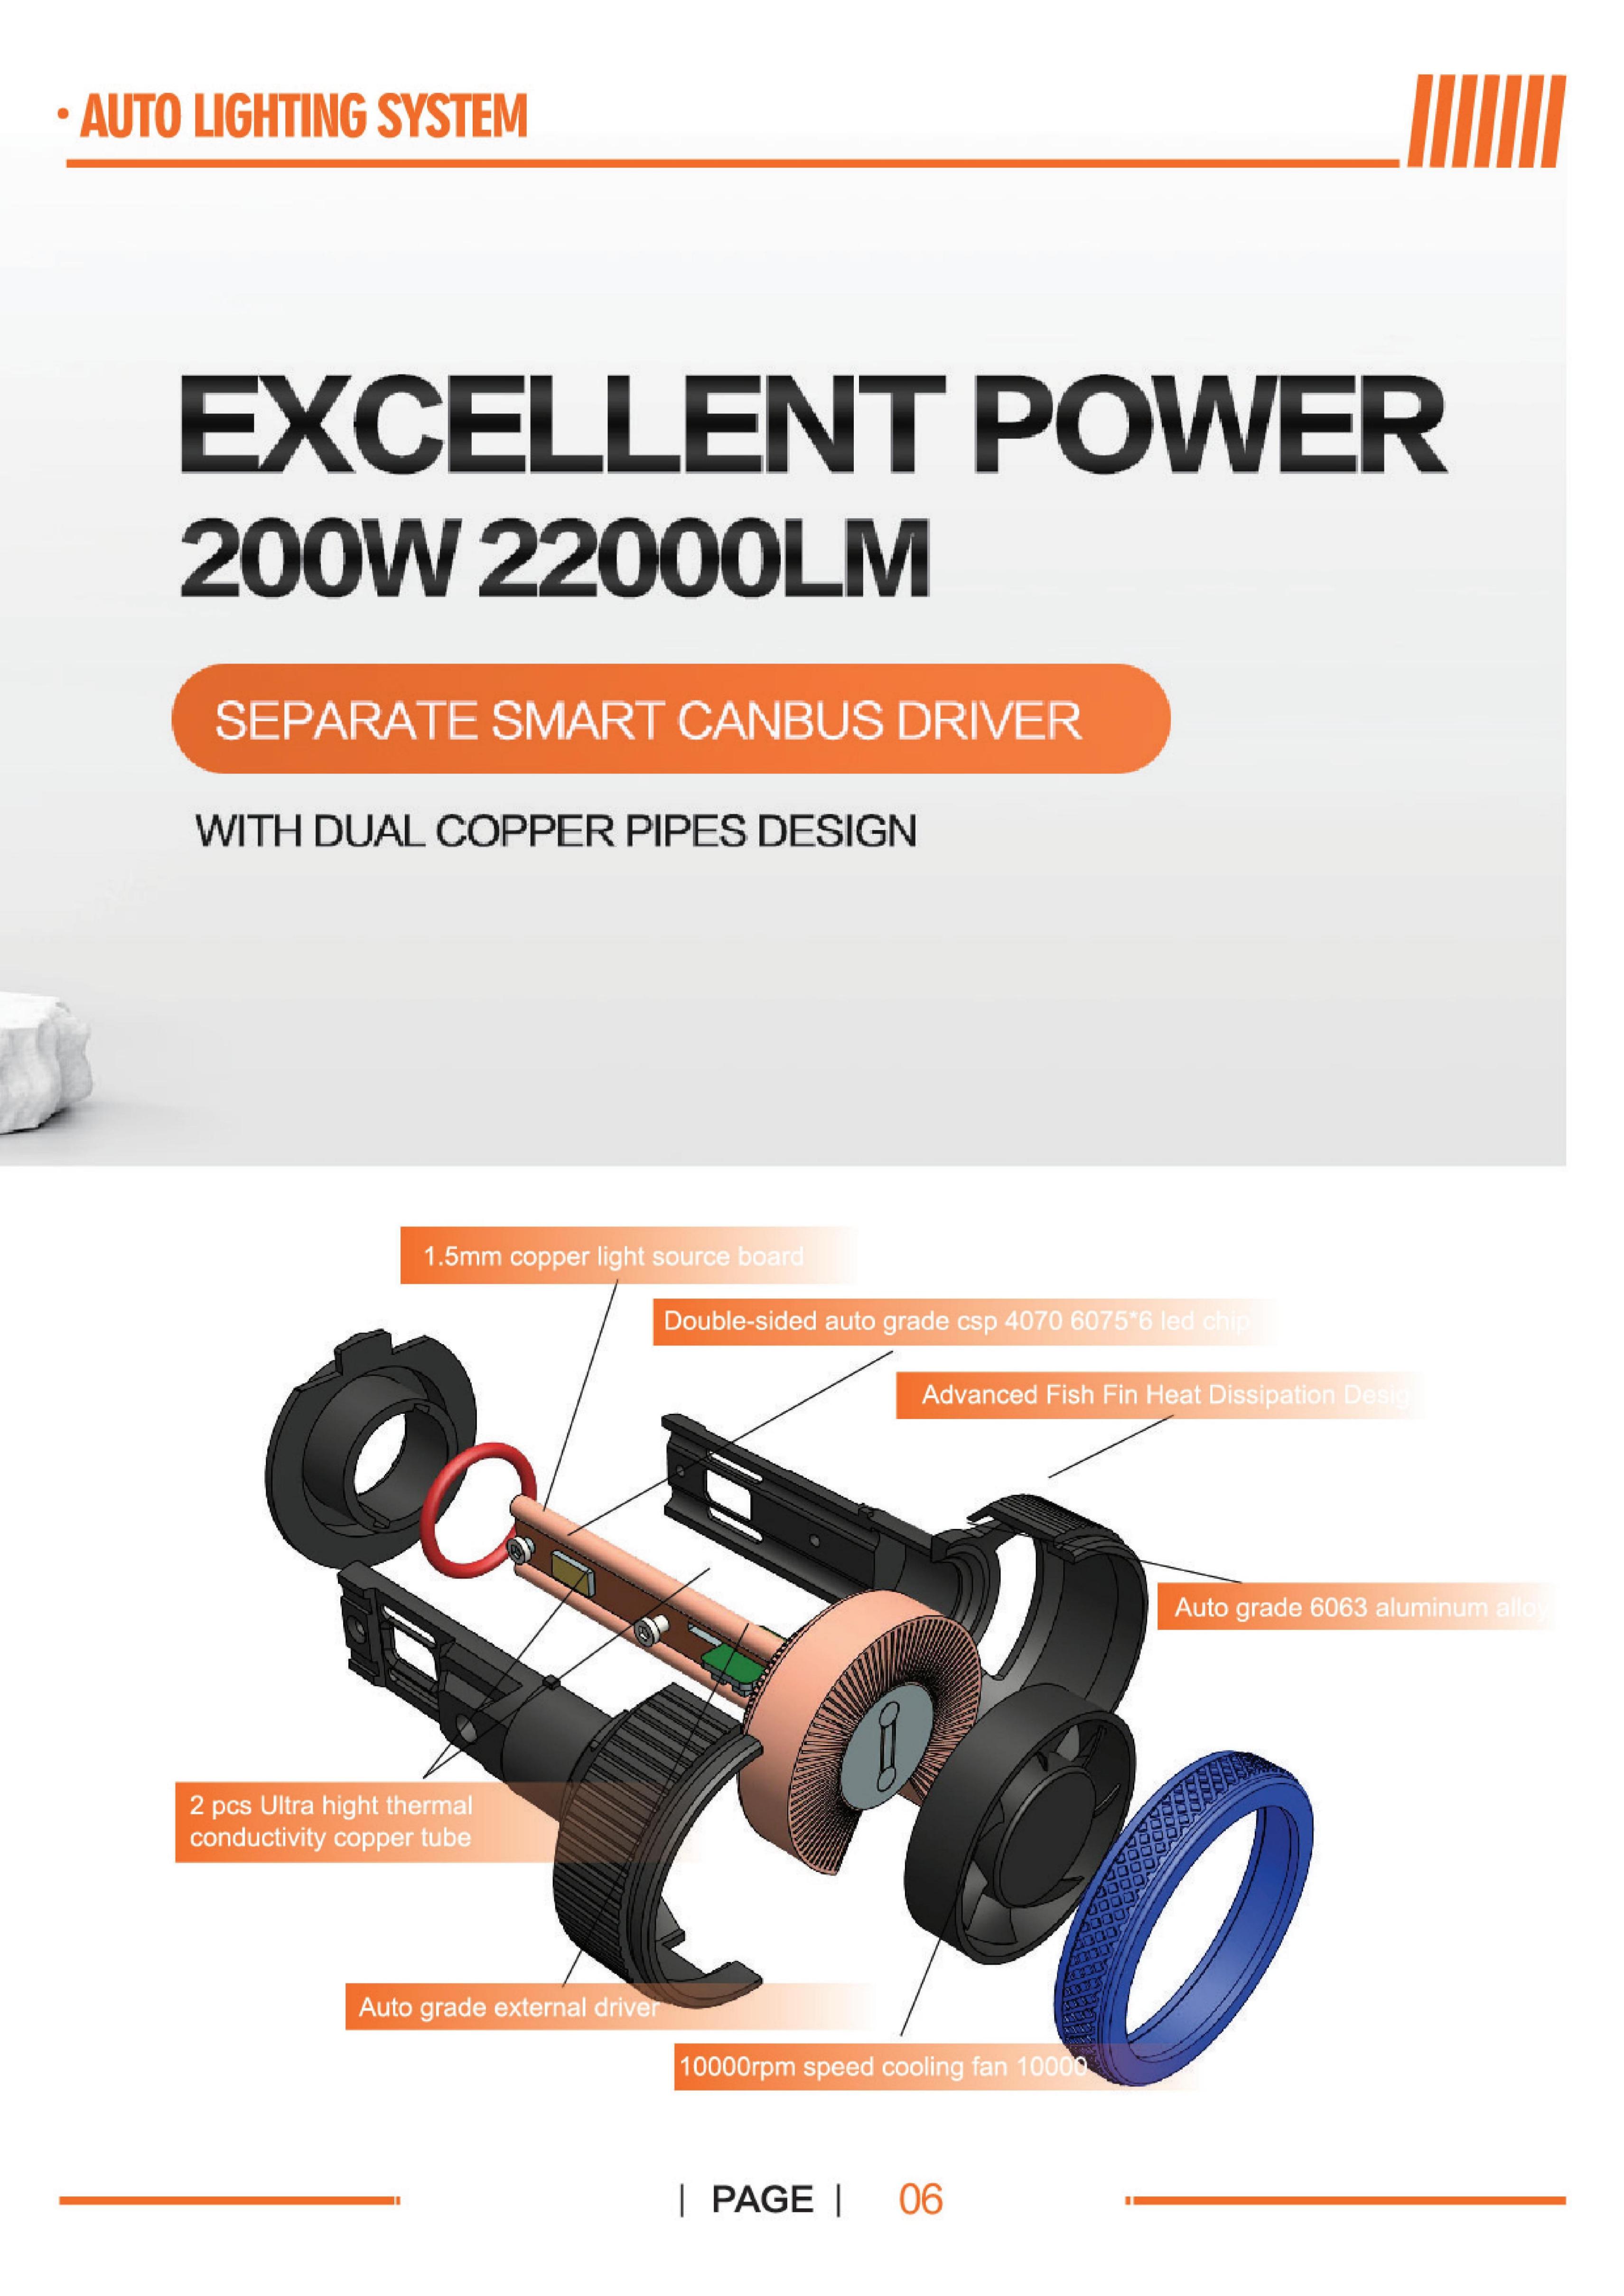 · AUTO LIGHTING SYSTEM
EXCELLENT POWER
200W 22000LM
SEPARATE SMART CANBUS DRIVER
WITH DUAL COPPER PIPES DESIGN
1.5mm copper light source board
Double-sided auto grade csp 4070 6075*6 led chip
Advanced Fish Fin Heat Dissipation Desig
Auto grade 6063 aluminum alloy
2 pcs Ultra hight thermal
conductivity copper tube
Auto grade external driver
10000rpm speed cooling fan 10000
| PAGE | 06